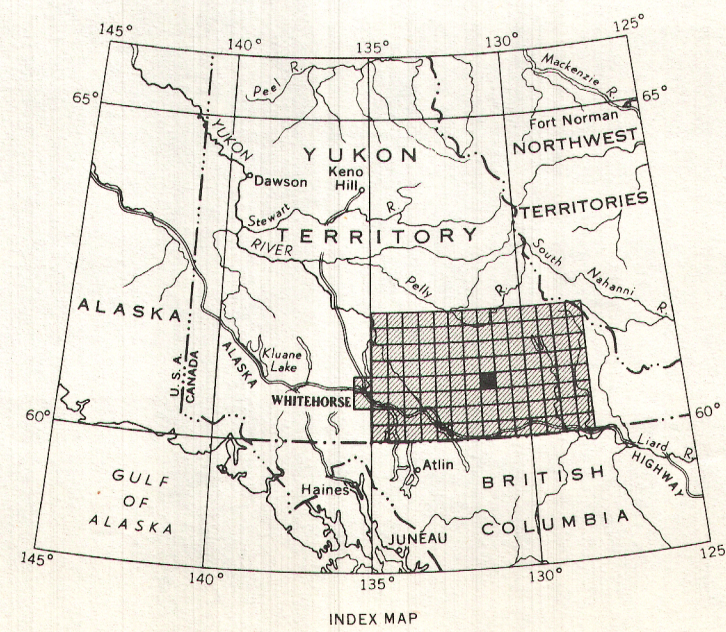 145°
140°
135°
130°
125°
65°
Peel R.
Mackenzie R.
65°
Fort Norman
NORTHWEST
YUKON
YUKON
Keno
Hill
Dawson
TERRITORIES
Stewart R.
TERRITORY
RIVER
South Nahanni R.
Pelly R.
ALASKA
U.S.A.
CANADA
ALASKA
Kluane
Lake
WHITEHORSE
60°
60°
Liard R.
HIGHWAY
Atlin
BRITISH
COLUMBIA
GULF
OF
ALASKA
Haines
JUNEAU
145°
140°
135°
130°
125°
INDEX MAP